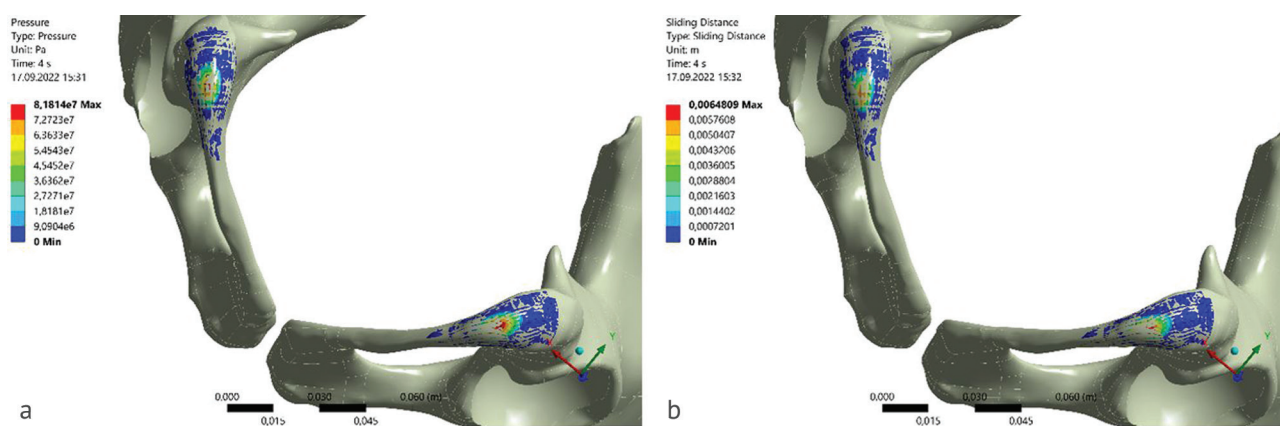 Pressure
Type: Pressure
Unit: Pa
Time: 4 s
17.09.2022 15:31
8,1814e7 Max
7,2723e7
6,3633e7
5,4543e7
4,5452e7
3,6362e7
2,7271e7
1,8181e7
9,0904e6
0 Min
0.000
0,030
0,060 (m)
0,015
0,045
Y
a
Sliding Distance
Type: Sliding Distance
Unit: m
Time: 4 s
17.09.2022 15:32
0,0064809 Max
0,0057608
0,0050407
0,0043206
0,0036005
0,0028804
0,0021603
0,0014402
0,0007201
0 Min
0.000
0,030
0,060 (m)
0,015
0,045
Y
b